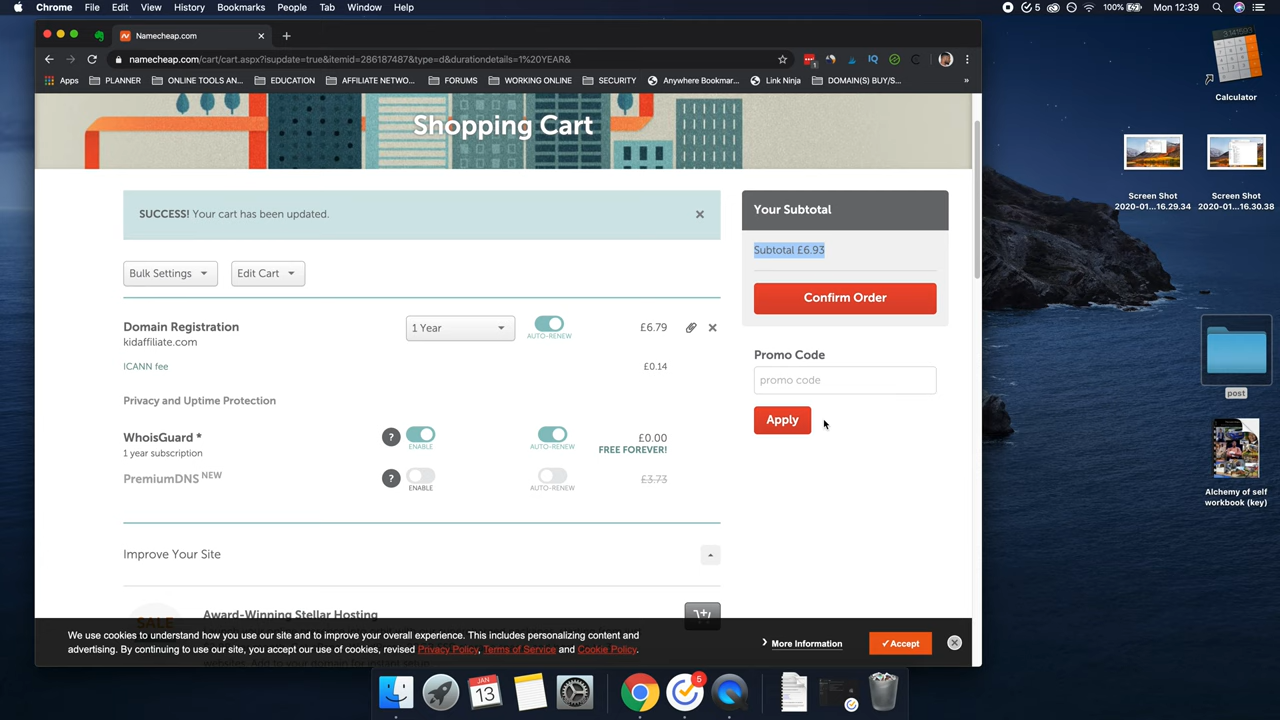 Chrome File Edit View History Bookmarks People Tab Window Help
5 100% Mon 12:39
Namecheap.com
namecheap.com/cart/cart.aspx?isupdate=true&itemid=286187487&type=d&durationdetails=1%20YEAR&
Apps PLANNER ONLINE TOOLS AN... EDUCATION AFFILIATE NETWO... FORUMS WORKING ONLINE SECURITY Anywhere Bookmar... Link Ninja DOMAIN(S) BUY/S... »
Shopping Cart
SUCCESS! Your cart has been updated.
Bulk Settings Edit Cart
Domain Registration 1 Year £6.79
kidaffiliate.com AUTO-RENEW
ICANN fee £0.14
Privacy and Uptime Protection
WhoisGuard * ? ENABLE AUTO-RENEW £0.00
1 year subscription FREE FOREVER!
PremiumDNS NEW ? ENABLE AUTO-RENEW £3.73
Improve Your Site
SALE Award-Winning Stellar Hosting
Your Subtotal
Subtotal £6.93
Confirm Order
Promo Code
promo code
Apply
We use cookies to understand how you use our site and to improve your overall experience. This includes personalizing content and
advertising. By continuing to use our site, you accept our use of cookies, revised Privacy Policy, Terms of Service and Cookie Policy.
More Information
Accept
Calculator
Screen Shot
2020-01...16.29.34
Screen Shot
2020-01...16.30.38
post
Alchemy of self
workbook (key)
JAN
13
5